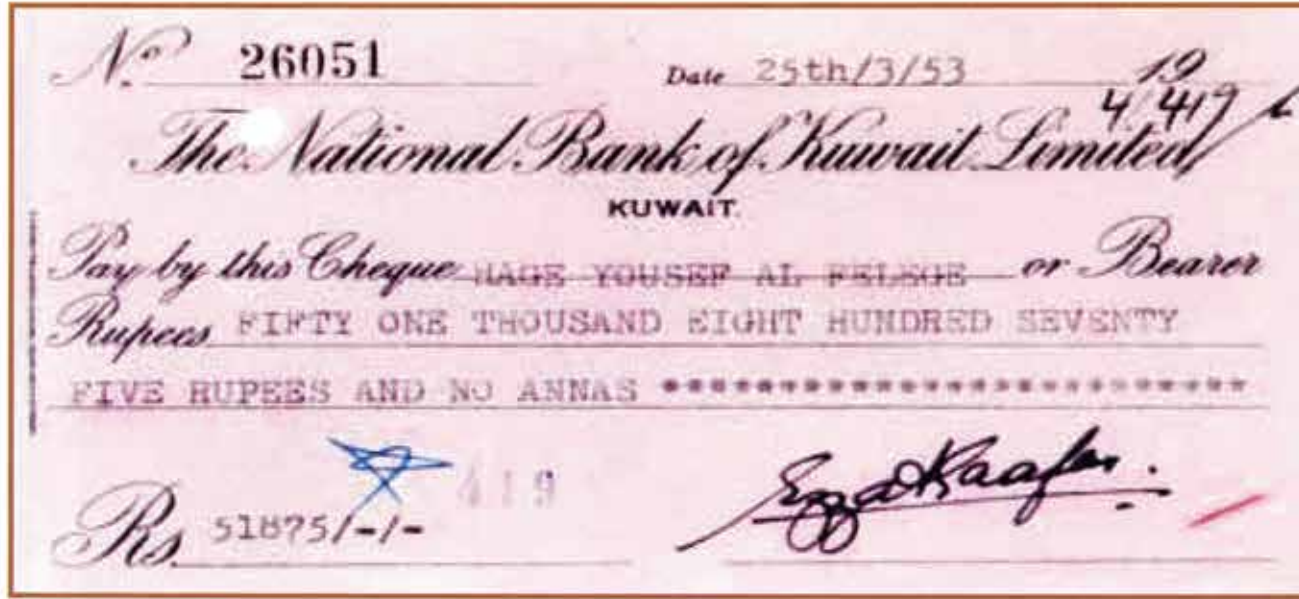 No 26051 Date 25th/3/53 19
4/419
The National Bank of Kuwait Limited
KUWAIT.
Pay by this Cheque HAGE YOUSEF AL FELEGE or Bearer
Rupees FIFTY ONE THOUSAND EIGHT HUNDRED SEVENTY
FIVE RUPEES AND NO ANNAS *************************
419
Rs. 51875/-/-